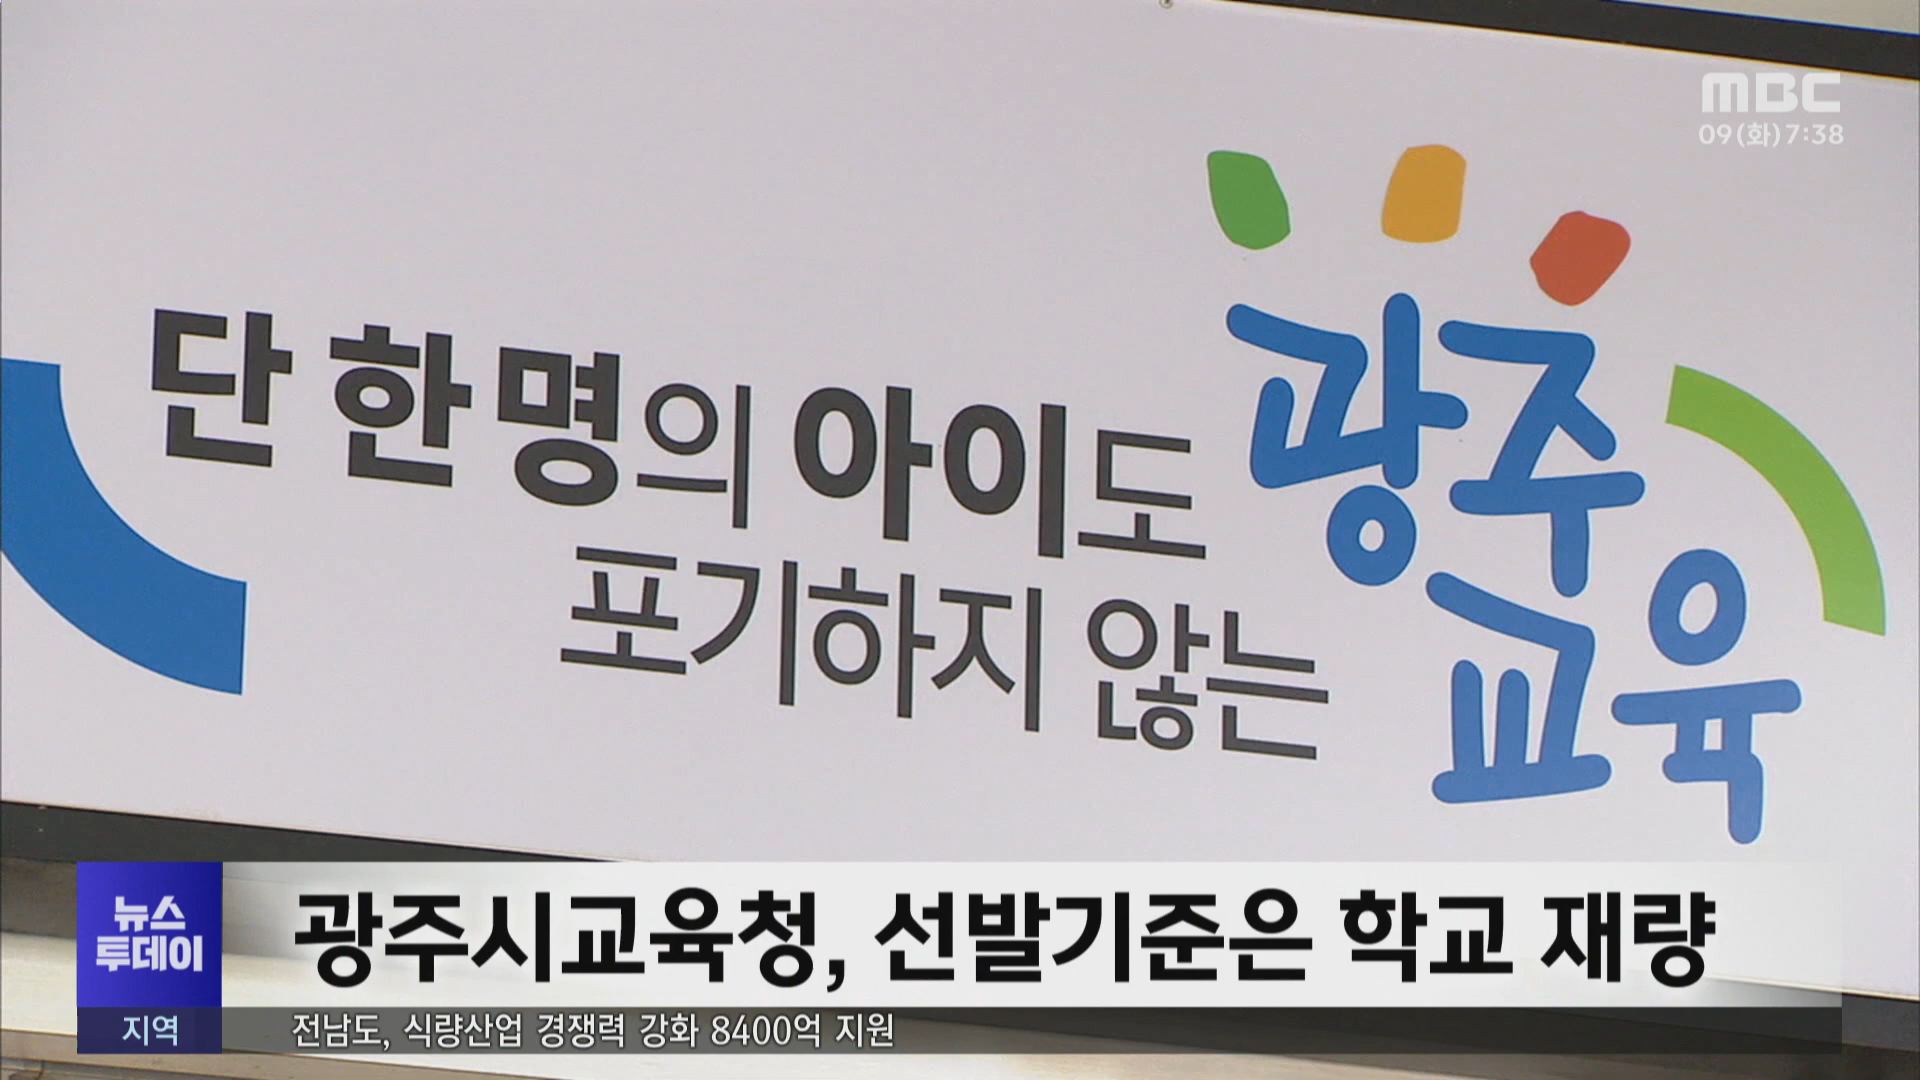 MBC
09(화)7:38
단 한 명의 아이도
포기하지 않는
광주
교육
뉴스
투데이
광주시교육청, 선발기준은 학교 재량
지역
전남도, 식량산업 경쟁력 강화 8400억 지원